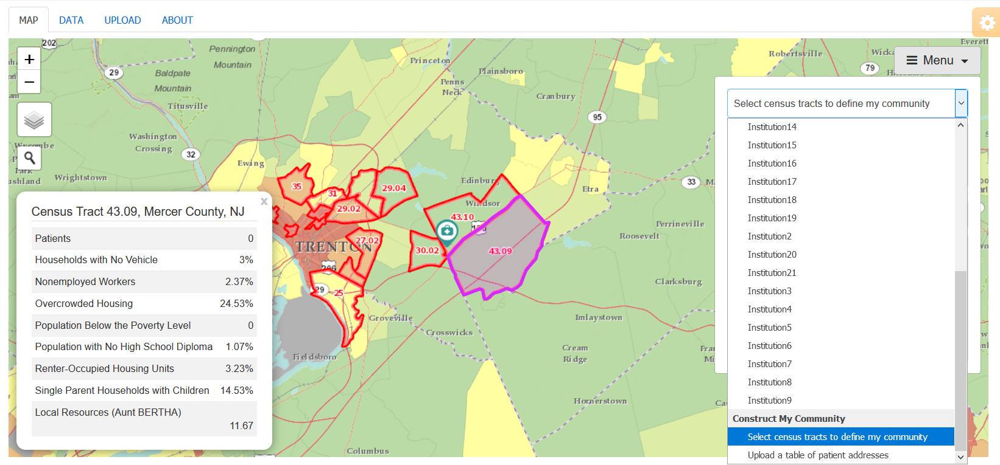 MAP
DATA
UPLOAD
ABOUT
202
Pennington
Mountain
29
Baldpate
Mountain
Titusville
Washington
Crossing
32
Ewing
Wrightstown
Princeton
Plainsboro
Penns
Neck
Cranbury
95
Robertsville
79
33
Etra
Perrineville
Roosevelt
Clarksburg
Imlaystown
Cream
Ridge
Hornerstown
Crosswicks
Groveville
Fieldsboro
Columbus
TRENTON
206
29
Windsor
35
31
29.04
29.02
27.02
25
43.10
30.02
43.09
+
−
x
Census Tract 43.09, Mercer County, NJ
Patients 0
Households with No Vehicle 3%
Nonemployed Workers 2.37%
Overcrowded Housing 24.53%
Population Below the Poverty Level 0
Population with No High School Diploma 1.07%
Renter-Occupied Housing Units 3.23%
Single Parent Households with Children 14.53%
Local Resources (Aunt BERTHA)
11.67
Menu
Select census tracts to define my community
Institution14
Institution15
Institution16
Institution17
Institution18
Institution19
Institution2
Institution20
Institution21
Institution3
Institution4
Institution5
Institution6
Institution7
Institution8
Institution9
Construct My Community
Select census tracts to define my community
Upload a table of patient addresses